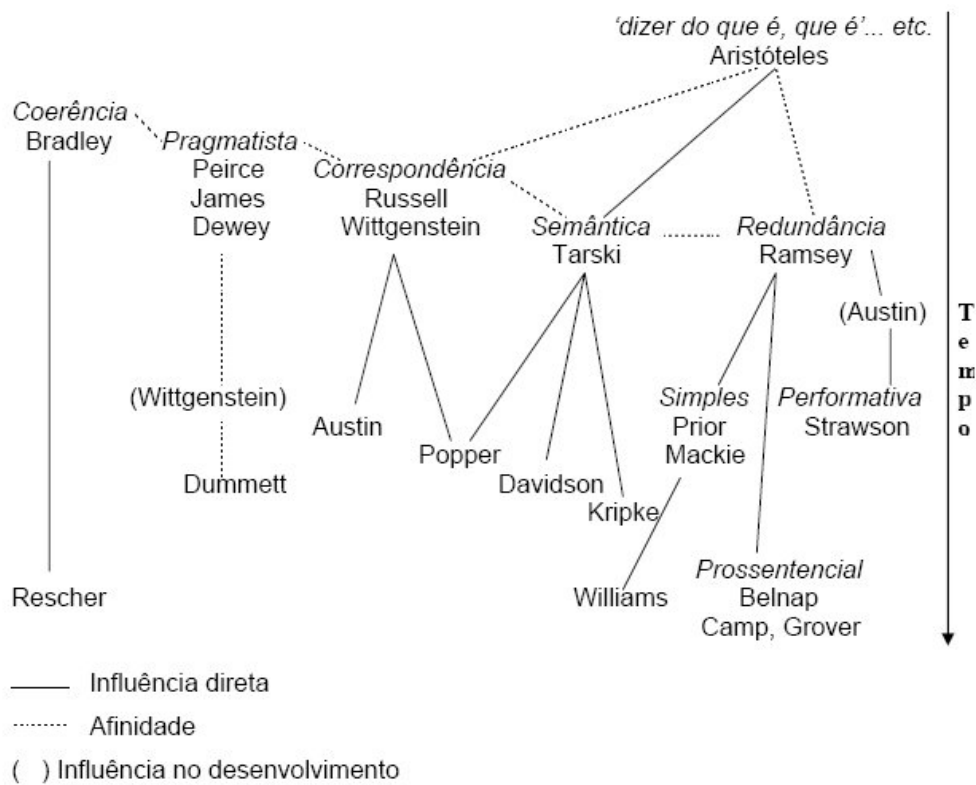 ‘dizer do que é, que é’... etc.
Aristóteles
Coerência
Bradley
Pragmatista
Peirce
James
Dewey
Correspondência
Russell
Wittgenstein
Semântica
Tarski
Redundância
Ramsey
(Austin)
Tempo
(Wittgenstein)
Austin
Simples
Prior
Mackie
Performativa
Strawson
Popper
Dummett
Davidson
Kripke
Rescher
Williams
Prossentencial
Belnap
Camp, Grover
Influência direta
Afinidade
( ) Influência no desenvolvimento